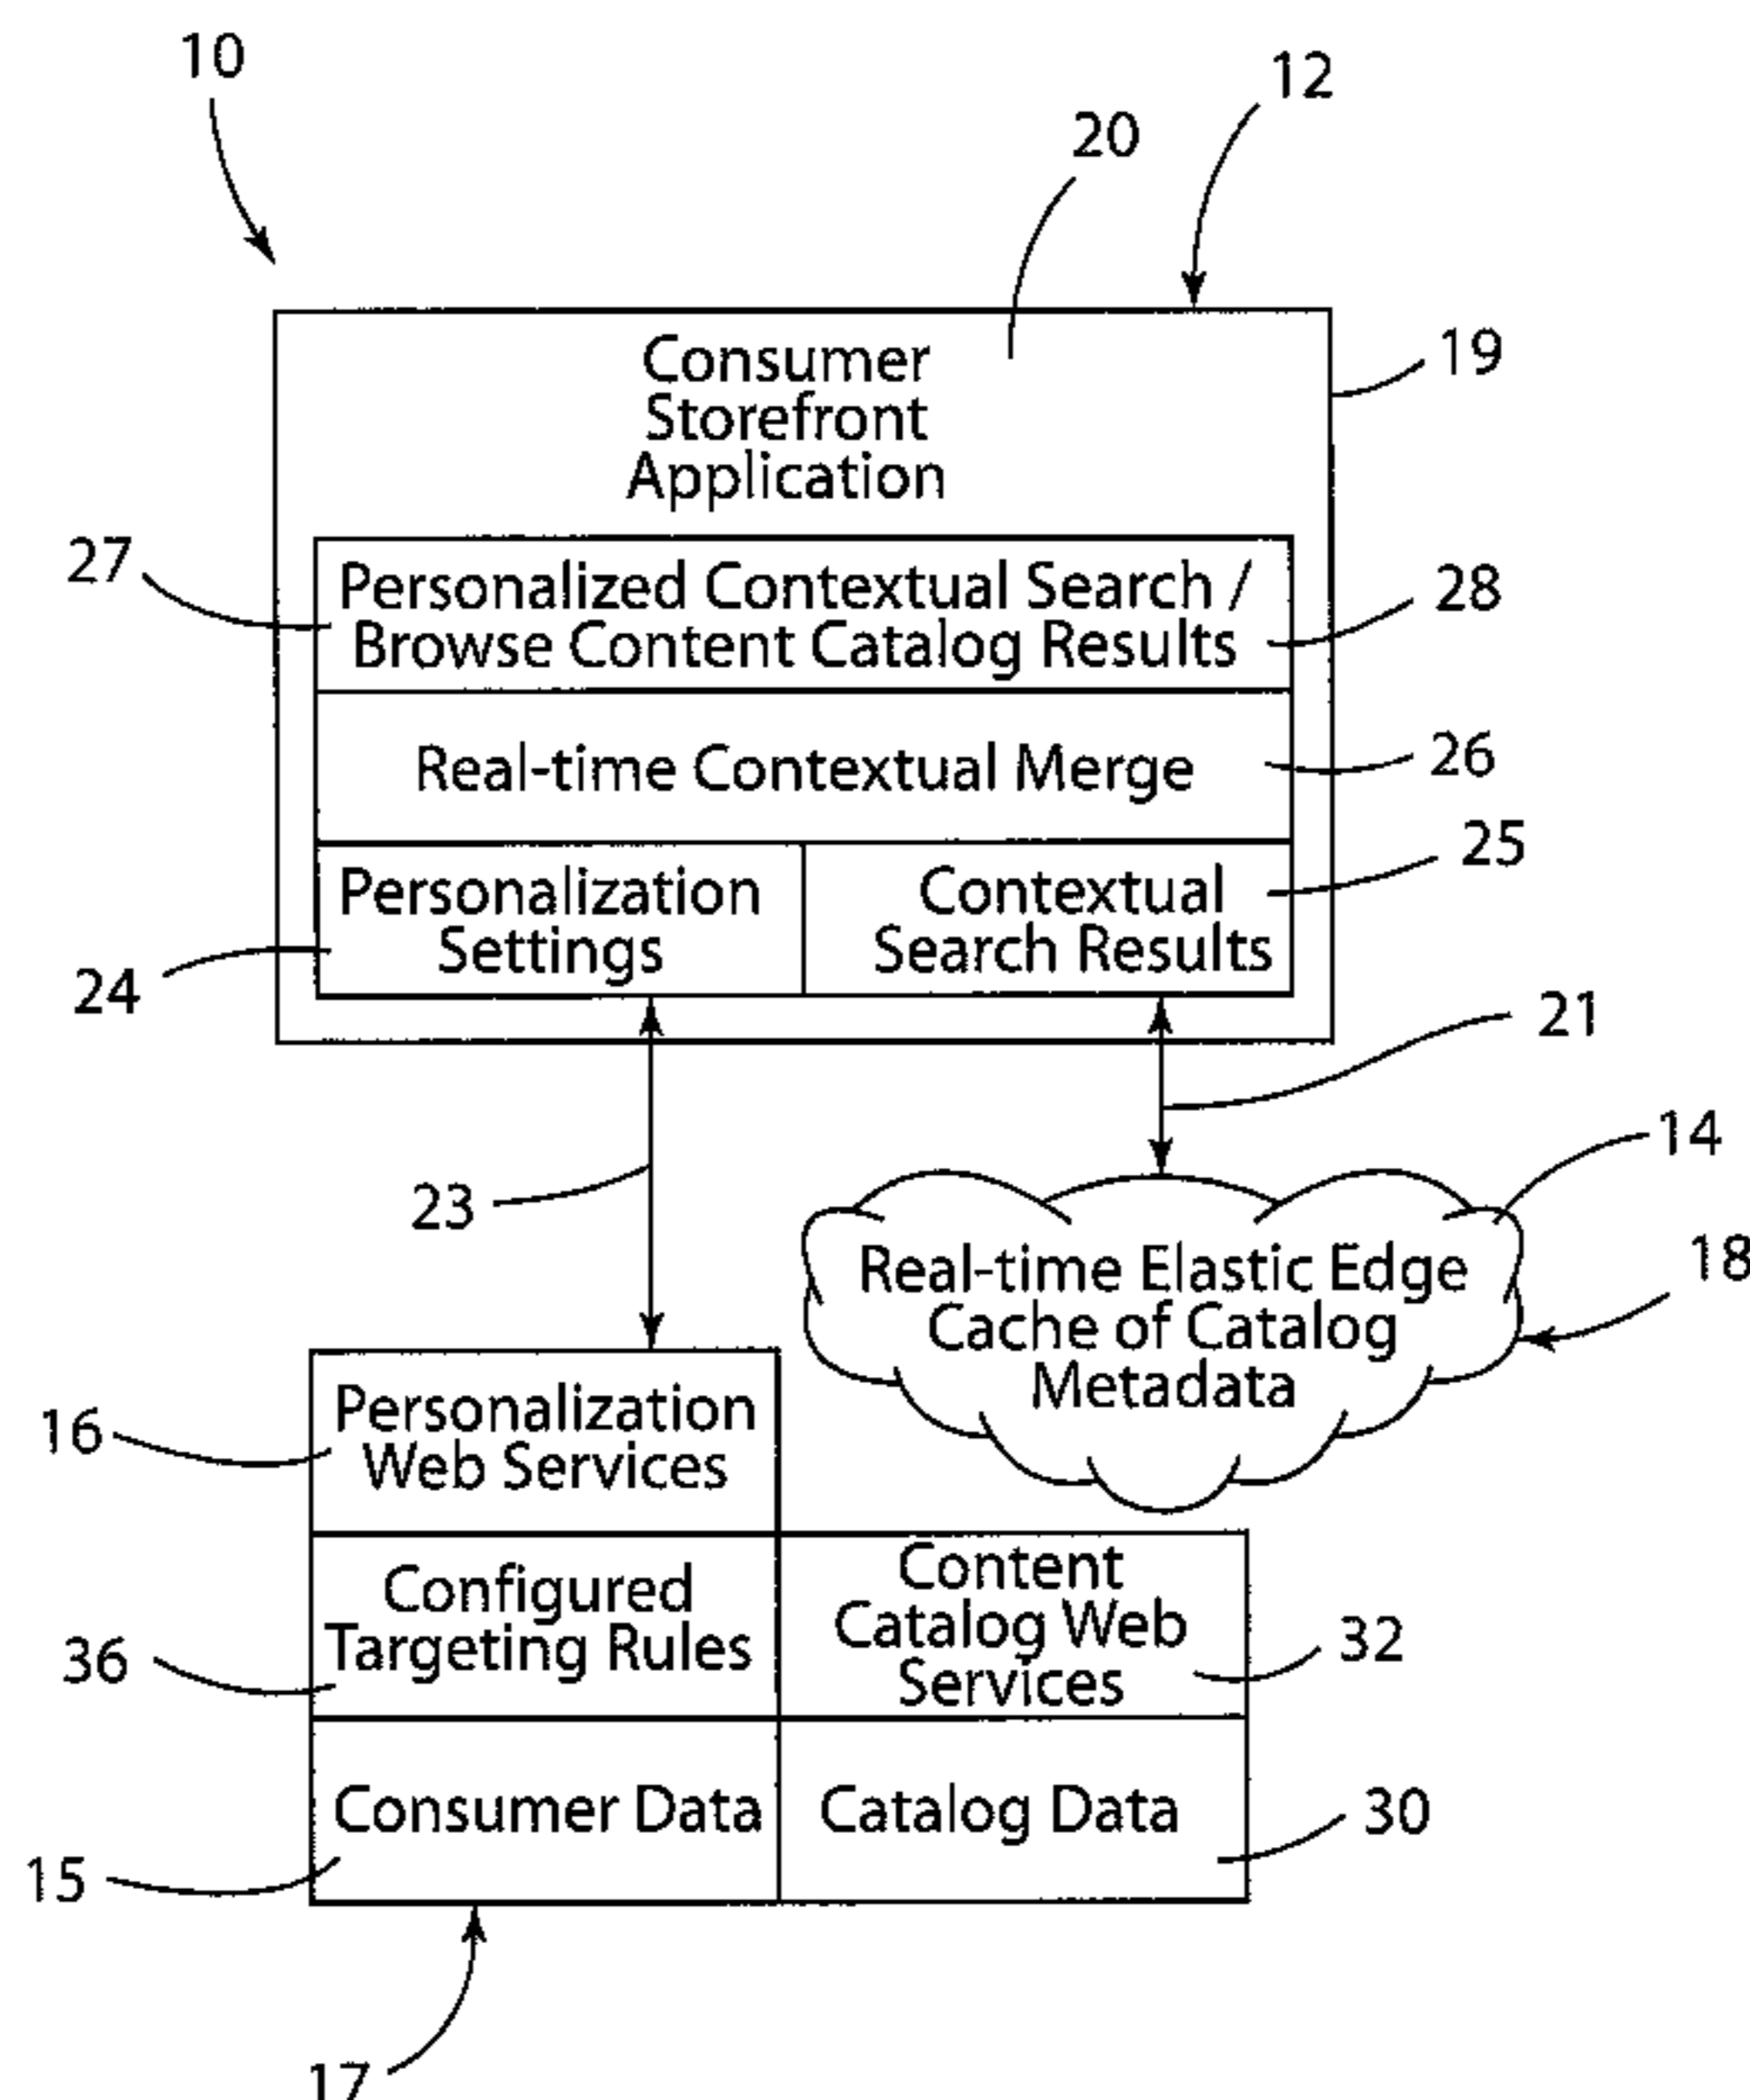 10
12
20
Consumer
Storefront
Application
19
27
Personalized Contextual Search /
Browse Content Catalog Results
28
Real-time Contextual Merge
26
25
Personalization
Settings
Contextual
Search Results
24
21
23
14
18
Real-time Elastic Edge
Cache of Catalog
Metadata
16
Personalization
Web Services
Configured
Targeting Rules
Content
Catalog Web
Services
36
32
Consumer Data
Catalog Data
30
15
17